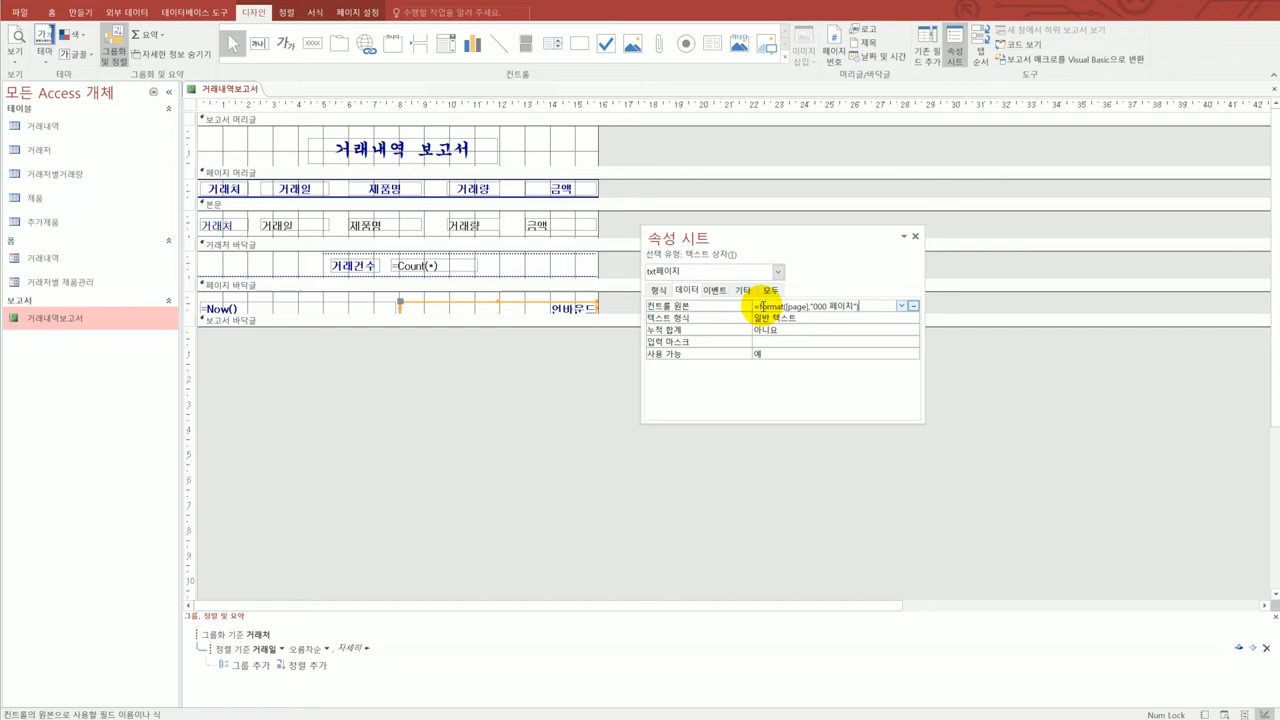 파일 홈 만들기 외부 데이터 데이터베이스 도구 디자인 정렬 서식 페이지 설정 수행할 작업을 알려 주세요.
보기 테마 색 글꼴 그룹화 및 정렬 요약 자세한 정보 숨기기 이미지 삽입 페이지 번호 로고 제목 날짜 및 시간 기존 필드 추가 속성 시트 탭 순서 새 창에서 하위 보고서 보기 코드 보기 보고서 매크로를 Visual Basic으로 변환
보기 테마 그룹화 및 요약 컨트롤 머리글/바닥글 도구
모든 Access 개체
테이블
거래내역
거래처
거래처별거래량
제품
추가제품
폼
거래내역
거래처별 제품관리
보고서
거래내역보고서
거래내역보고서
보고서 머리글
거래내역 보고서
페이지 머리글
거래처 거래일 제품명 거래량 금액
본문
거래처 거래일 제품명 거래량 금액
거래처 바닥글
거래건수 =Count(*)
페이지 바닥글
=Now() 언바운드
보고서 바닥글
속성 시트
선택 유형: 텍스트 상자(T)
txt페이지
형식 데이터 이벤트 기타 모두
컨트롤 원본 =format([page],"000 페이지")
텍스트 형식 일반 텍스트
누적 합계 아니요
입력 마스크
사용 가능 예
그룹, 정렬 및 요약
그룹화 기준 거래처
정렬 기준 거래일 오름차순 , 자세히
그룹 추가 정렬 추가
컨트롤의 원본으로 사용할 필드 이름이나 식 Num Lock